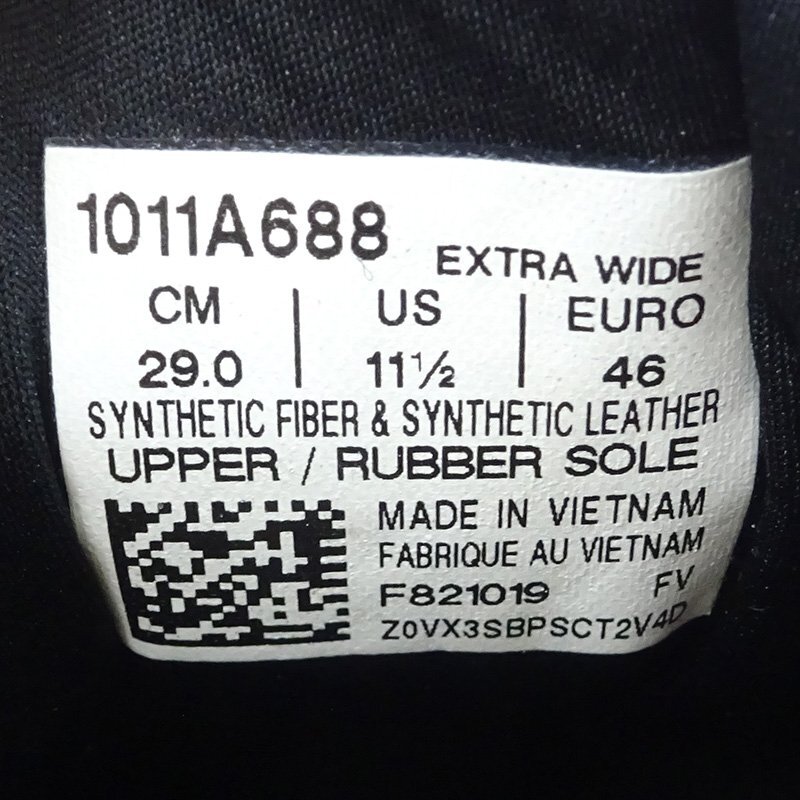 1011A688
EXTRA WIDE
CM | US | EURO
29.0 | 11½ | 46
SYNTHETIC FIBER & SYNTHETIC LEATHER
UPPER / RUBBER SOLE
MADE IN VIETNAM
FABRIQUE AU VIETNAM
F821019 FV
Z0VX3SBPSCT2V4D